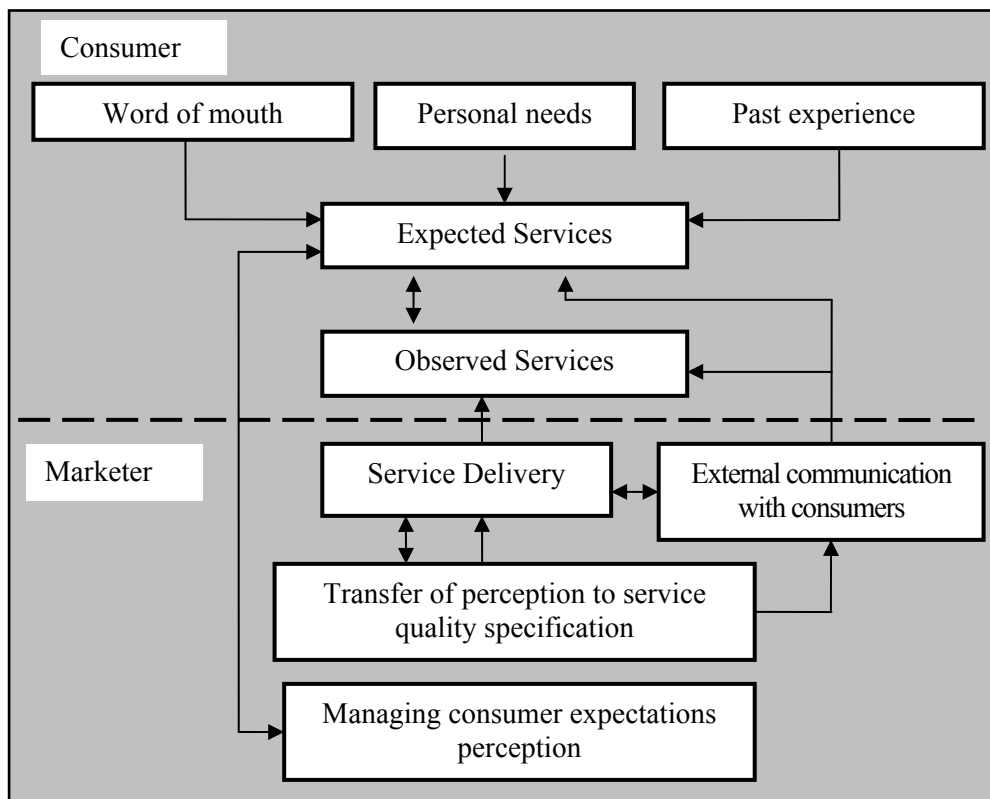 Consumer
Word of mouth
Personal needs
Past experience
Expected Services
Observed Services
Marketer
Service Delivery
External communication
with consumers
Transfer of perception to service
quality specification
Managing consumer expectations
perception